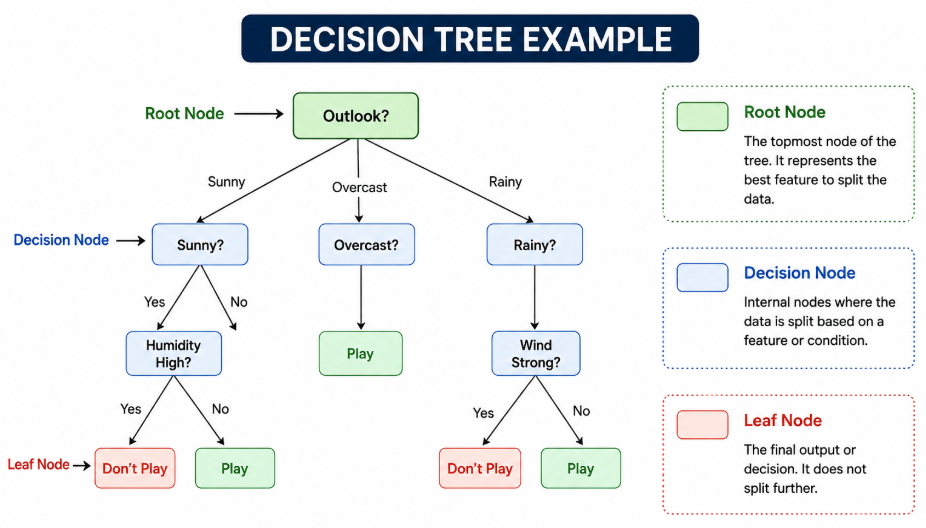 DECISION TREE EXAMPLE
Root Node
Outlook?
Sunny
Overcast
Rainy
Decision Node
Sunny?
Overcast?
Rainy?
Yes
No
Humidity
High?
Play
Wind
Strong?
Yes
No
Yes
No
Leaf Node
Don't Play
Play
Don't Play
Play
Root Node
The topmost node of the
tree. It represents the
best feature to split the
data.
Decision Node
Internal nodes where the
data is split based on a
feature or condition.
Leaf Node
The final output or
decision. It does not
split further.